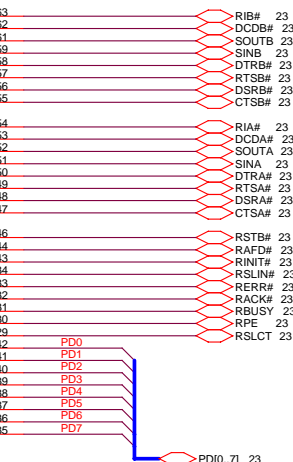 RIB# 23
DCDB# 23
SOUTB 23
SINB 23
DTRB# 23
RTSB# 23
DSRB# 23
CTSB# 23
RIA# 23
DCDA# 23
SOUTA 23
SINA 23
DTRA# 23
RTSA# 23
DSRA# 23
CTSA# 23
RSTB# 23
RAFD# 23
RINIT# 23
RSLIN# 23
RERR# 23
RACK# 23
RBUSY 23
RPE 23
RSLCT 23
PD0
PD1
PD2
PD3
PD4
PD5
PD6
PD7
PD[0..7] 23